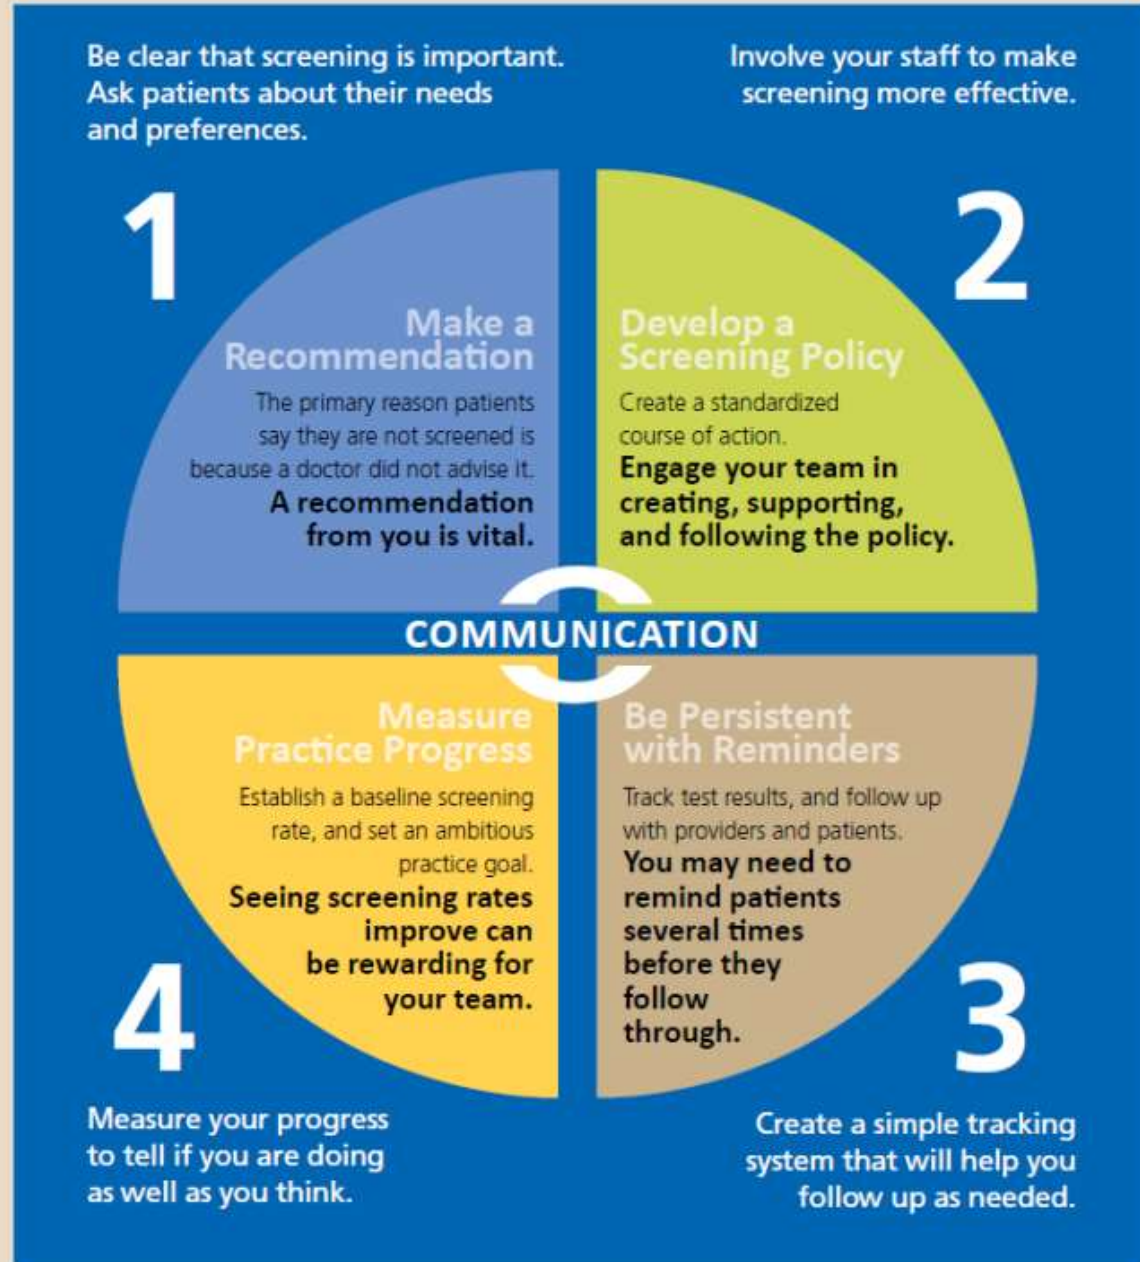 Be clear that screening is important.
Ask patients about their needs
and preferences.
Involve your staff to make
screening more effective.
1
Make a
Recommendation
The primary reason patients
say they are not screened is
because a doctor did not advise it.
A recommendation
from you is vital.
2
Develop a
Screening Policy
Create a standardized
course of action.
Engage your team in
creating, supporting,
and following the policy.
COMMUNICATION
Measure
Practice Progress
Establish a baseline screening
rate, and set an ambitious
practice goal.
Seeing screening rates
improve can
be rewarding for
your team.
4
Be Persistent
with Reminders
Track test results, and follow up
with providers and patients.
You may need to
remind patients
several times
before they
follow
through.
3
Measure your progress
to tell if you are doing
as well as you think.
Create a simple tracking
system that will help you
follow up as needed.